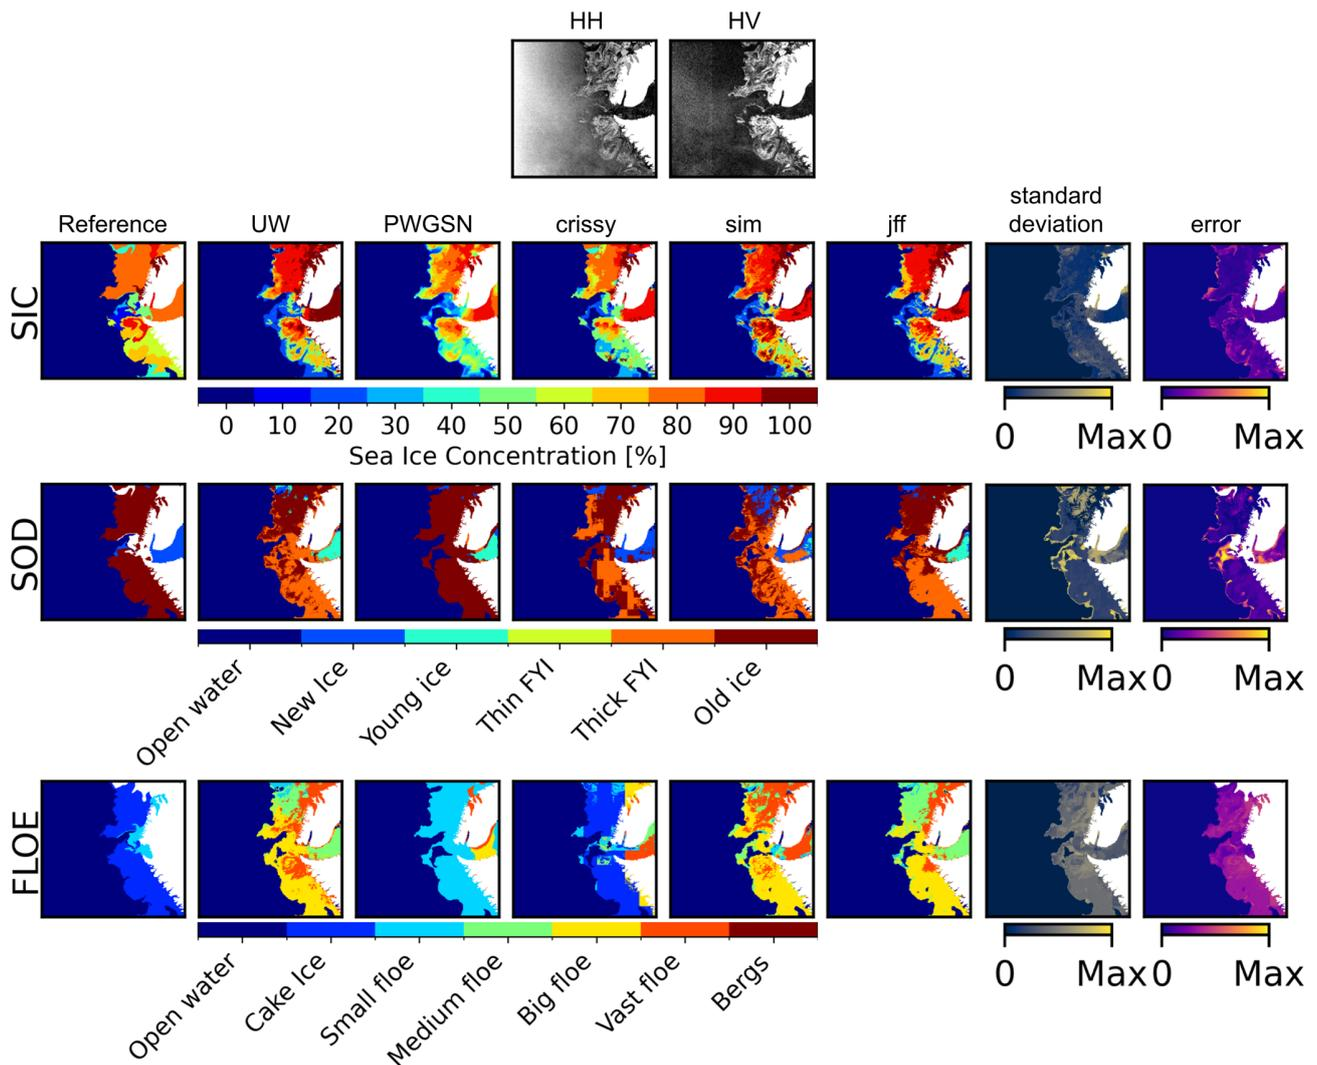 HH HV
Reference UW PWGSN crissy sim jff standard deviation error
SIC
0 10 20 30 40 50 60 70 80 90 100
Sea Ice Concentration [%]
0 Max 0 Max
SOD
Open water New Ice Young ice Thin FYI Thick FYI Old ice
0 Max 0 Max
FLOE
Open water Cake Ice Small floe Medium floe Big floe Vast floe Bergs
0 Max 0 Max